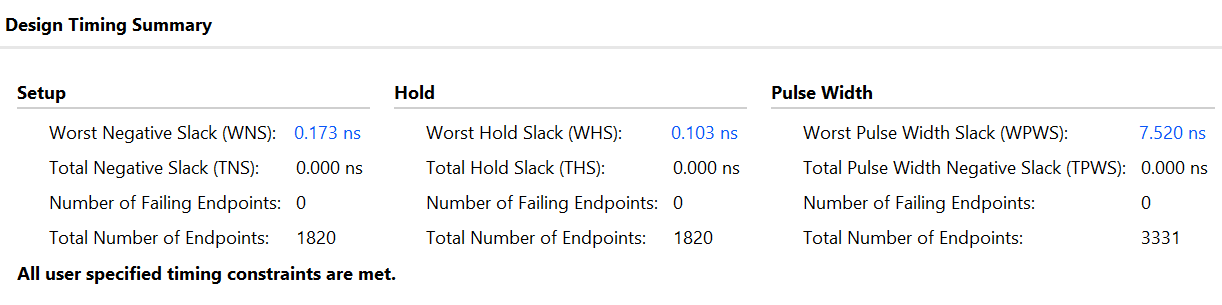 Design Timing Summary
Setup Hold Pulse Width
Worst Negative Slack (WNS): 0.173 ns Worst Hold Slack (WHS): 0.103 ns Worst Pulse Width Slack (WPWS): 7.520 ns
Total Negative Slack (TNS): 0.000 ns Total Hold Slack (THS): 0.000 ns Total Pulse Width Negative Slack (TPWS): 0.000 ns
Number of Failing Endpoints: 0 Number of Failing Endpoints: 0 Number of Failing Endpoints: 0
Total Number of Endpoints: 1820 Total Number of Endpoints: 1820 Total Number of Endpoints: 3331
All user specified timing constraints are met.